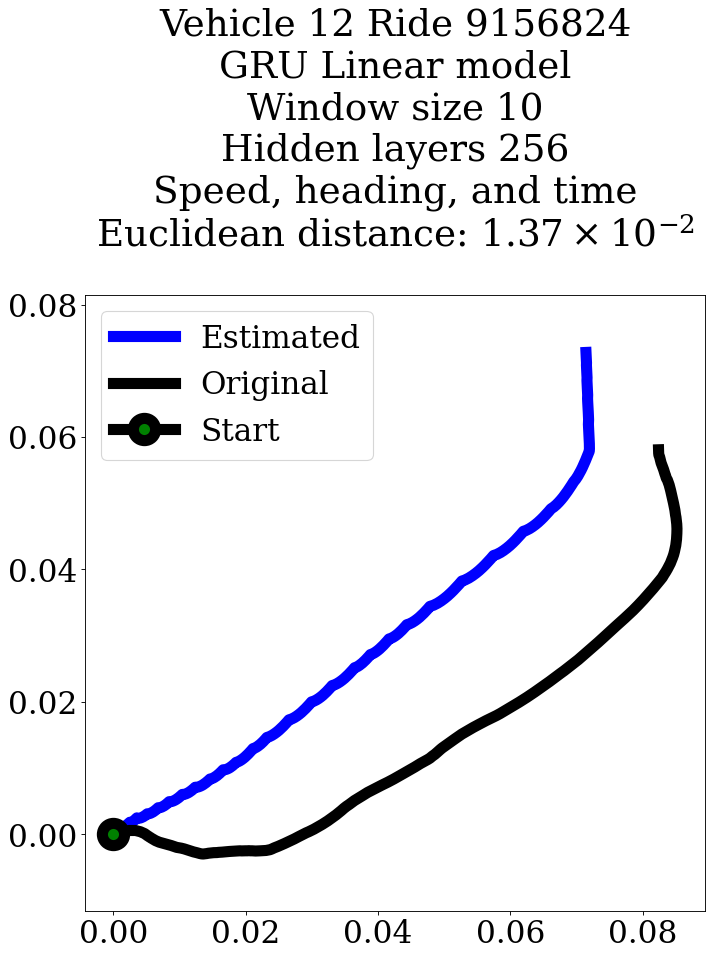 Vehicle 12 Ride 9156824
GRU Linear model
Window size 10
Hidden layers 256
Speed, heading, and time
Euclidean distance: 1.37 × 10⁻²
Estimated
Original
Start
0.08
0.06
0.04
0.02
0.00
0.00 0.02 0.04 0.06 0.08